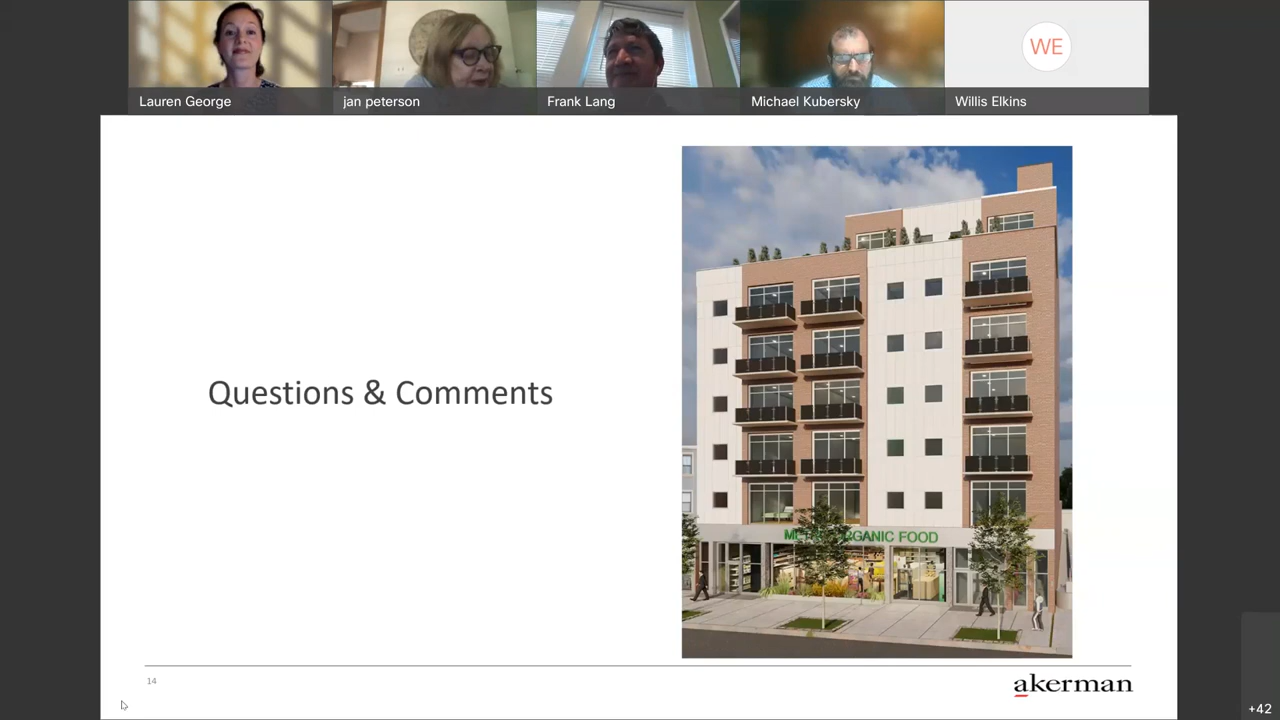 WE
Lauren George
jan peterson
Frank Lang
Michael Kubersky
Willis Elkins
Questions & Comments
ORGANIC FOOD
14
akerman
+42